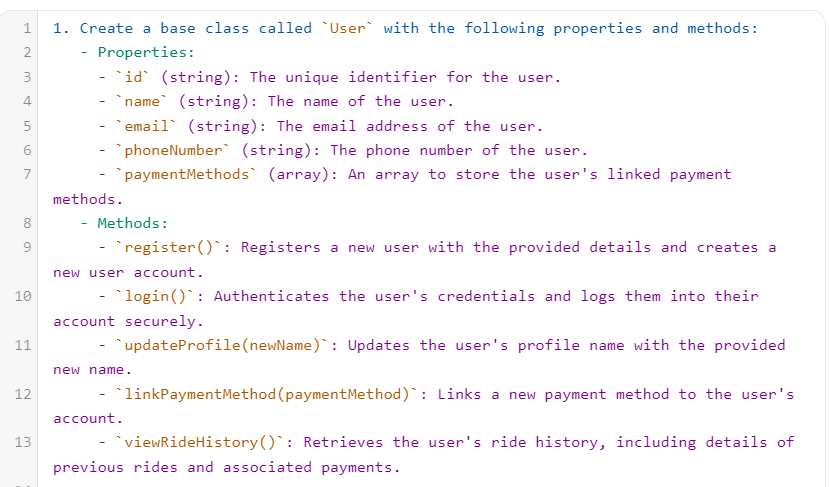 1 1. Create a base class called `User` with the following properties and methods:
2 - Properties:
3 - `id` (string): The unique identifier for the user.
4 - `name` (string): The name of the user.
5 - `email` (string): The email address of the user.
6 - `phoneNumber` (string): The phone number of the user.
7 - `paymentMethods` (array): An array to store the user's linked payment
methods.
8 - Methods:
9 - `register()`: Registers a new user with the provided details and creates a
new user account.
10 - `login()`: Authenticates the user's credentials and logs them into their
account securely.
11 - `updateProfile(newName)`: Updates the user's profile name with the provided
new name.
12 - `linkPaymentMethod(paymentMethod)`: Links a new payment method to the user's
account.
13 - `viewRideHistory()`: Retrieves the user's ride history, including details of
previous rides and associated payments.